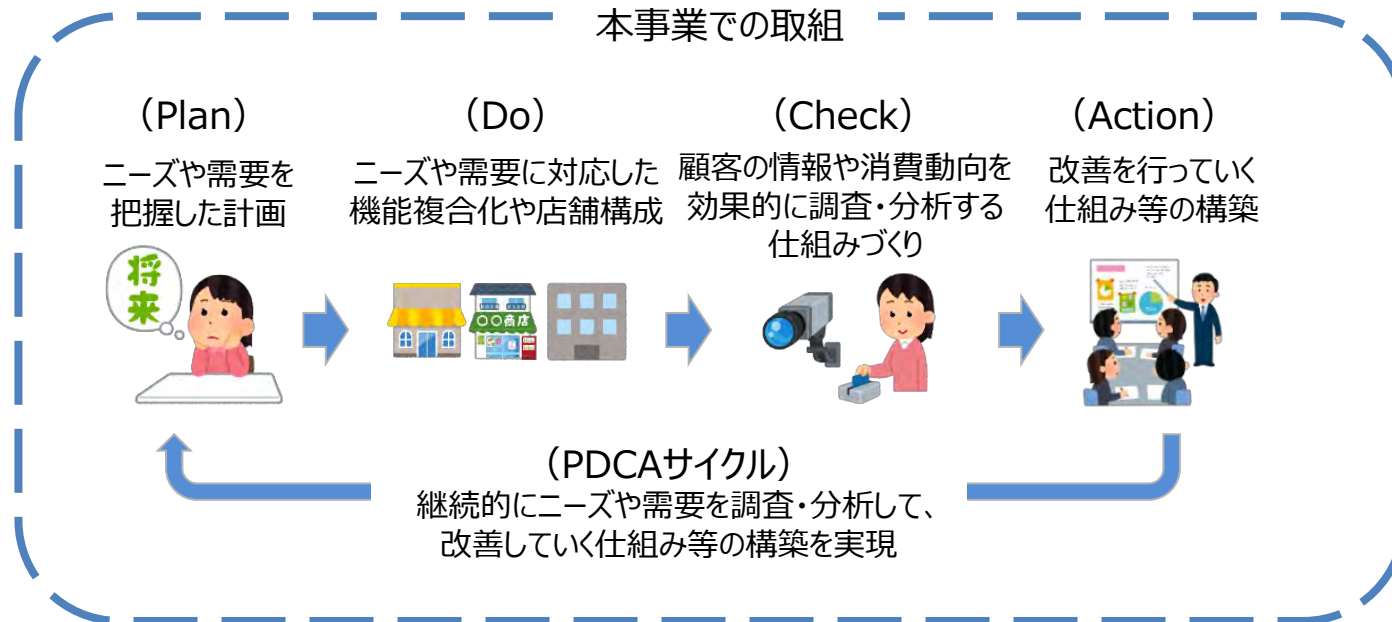 本事業での取組
（Plan）
ニーズや需要を
把握した計画
（Do）
ニーズや需要に対応した
機能複合化や店舗構成
（Check）
顧客の情報や消費動向を
効果的に調査・分析する
仕組みづくり
（Action）
改善を行っていく
仕組み等の構築
将
来
〇〇商店
（PDCAサイクル）
継続的にニーズや需要を調査・分析して、
改善していく仕組み等の構築を実現